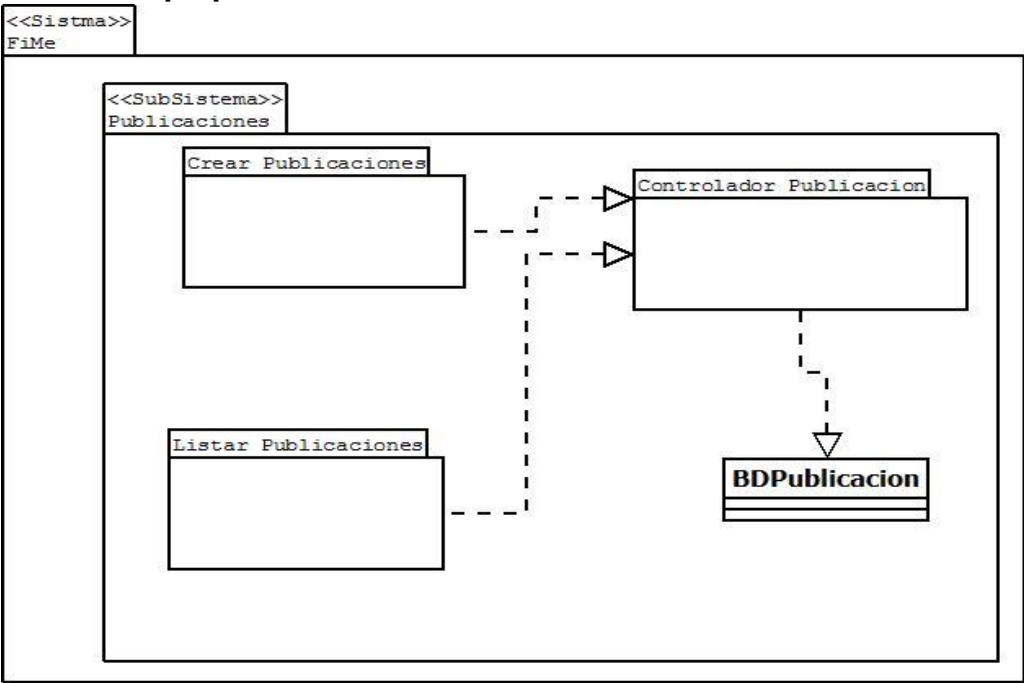 <<Sistma>>
FiMe
<<SubSistema>>
Publicaciones
Crear Publicaciones
Controlador Publicacion
Listar Publicaciones
BDPublicacion